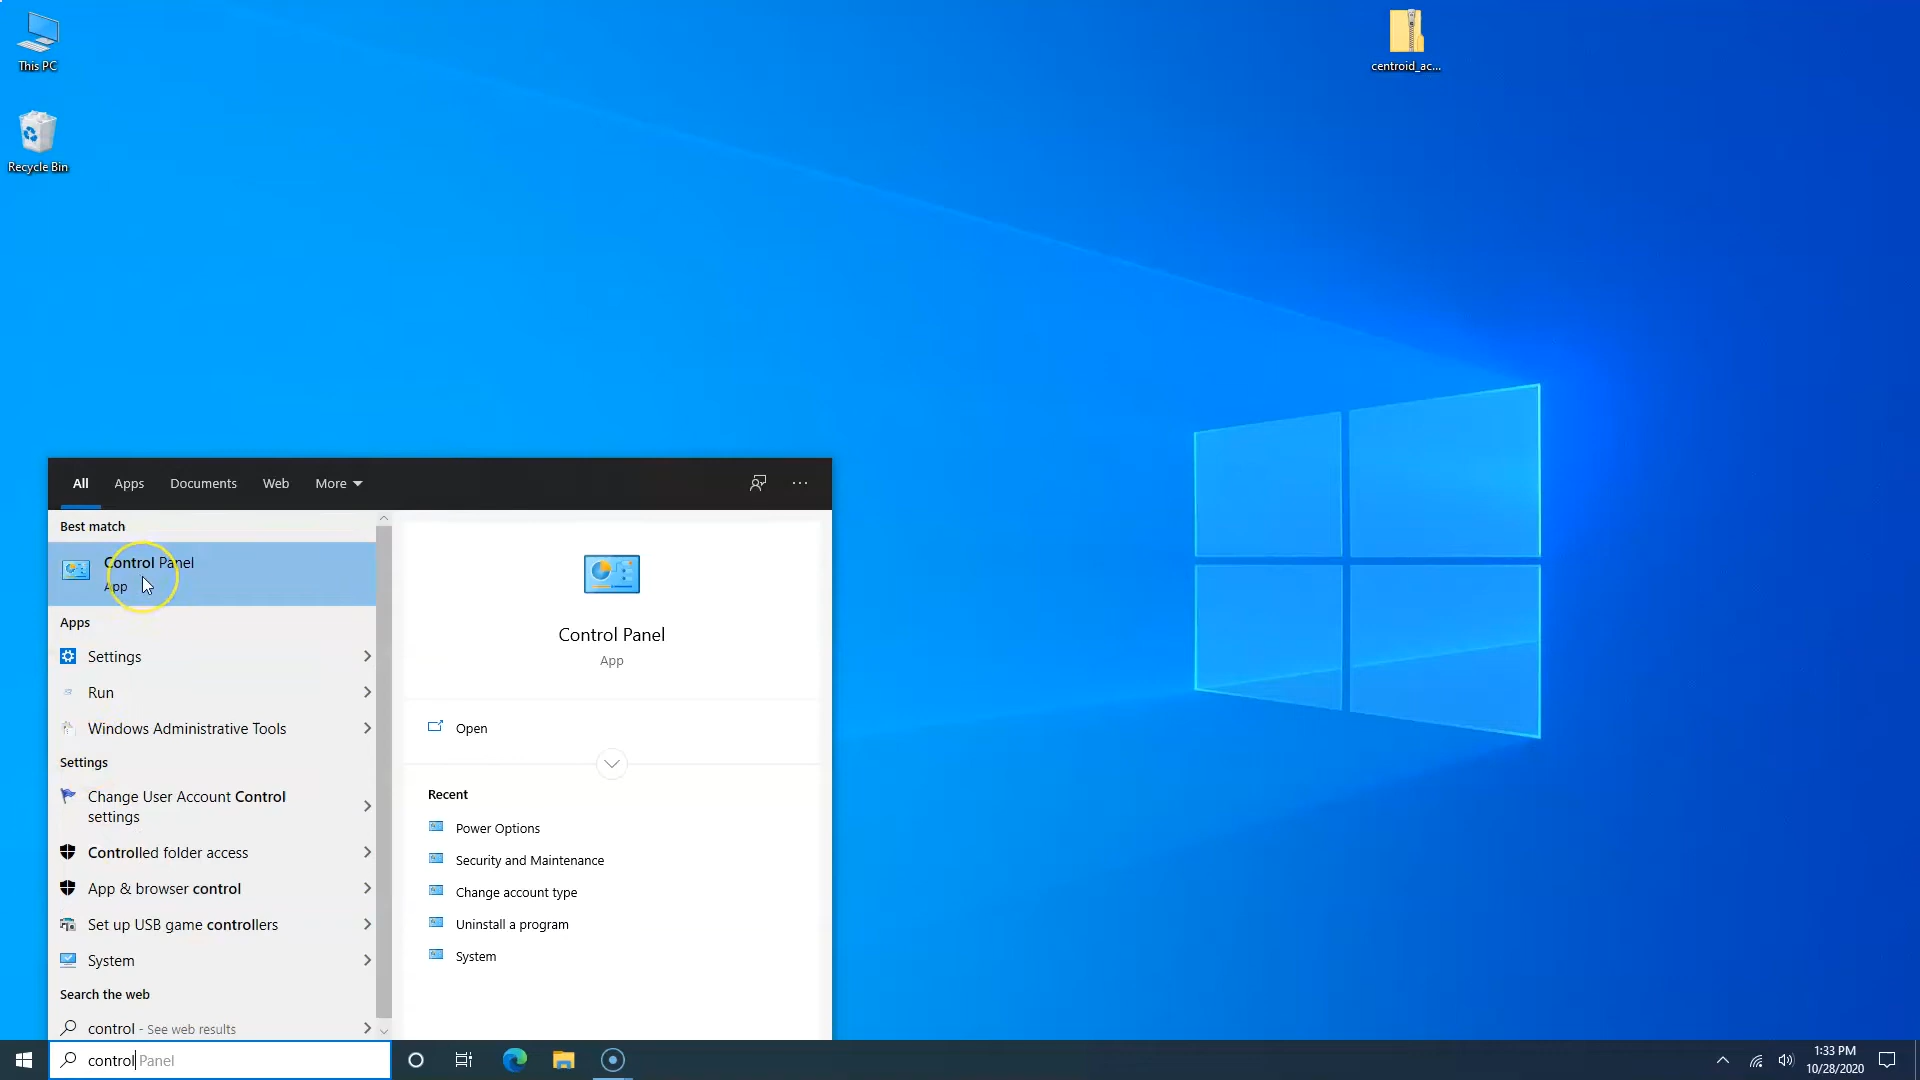 This PC
Recycle Bin
centroid_ac...
All Apps Documents Web More
Best match
Control Panel
App
Apps
Settings
Run
Windows Administrative Tools
Settings
Change User Account Control
settings
Controlled folder access
App & browser control
Set up USB game controllers
System
Search the web
control - See web results
Control Panel
App
Open
Recent
Power Options
Security and Maintenance
Change account type
Uninstall a program
System
control Panel
1:33 PM
10/28/2020